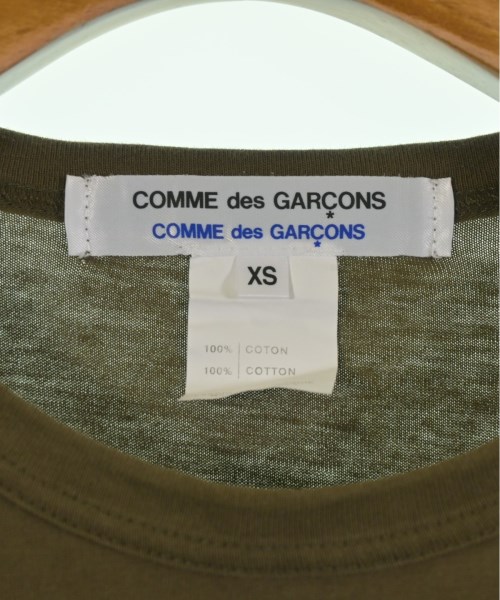 COMME des GARÇONS
COMME des GARÇONS
XS
100% COTON
100% COTTON